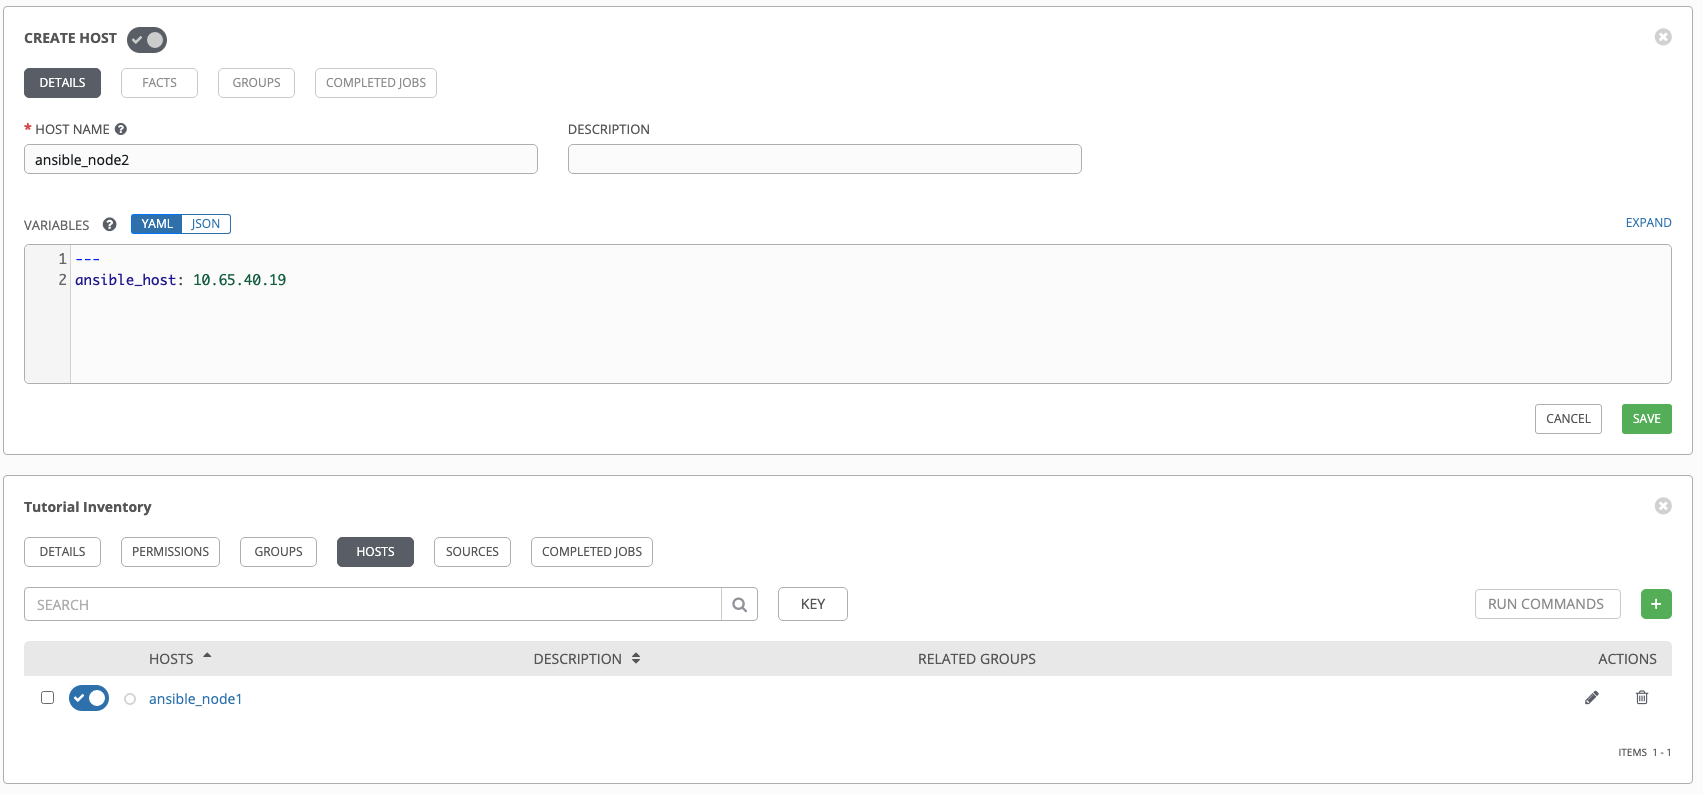 CREATE HOST
DETAILS FACTS GROUPS COMPLETED JOBS
* HOST NAME ? DESCRIPTION
ansible_node2
VARIABLES ? YAML JSON EXPAND
1 ---
2 ansible_host: 10.65.40.19
CANCEL SAVE
Tutorial Inventory
DETAILS PERMISSIONS GROUPS HOSTS SOURCES COMPLETED JOBS
SEARCH KEY RUN COMMANDS +
HOSTS DESCRIPTION RELATED GROUPS ACTIONS
ansible_node1
ITEMS 1 - 1